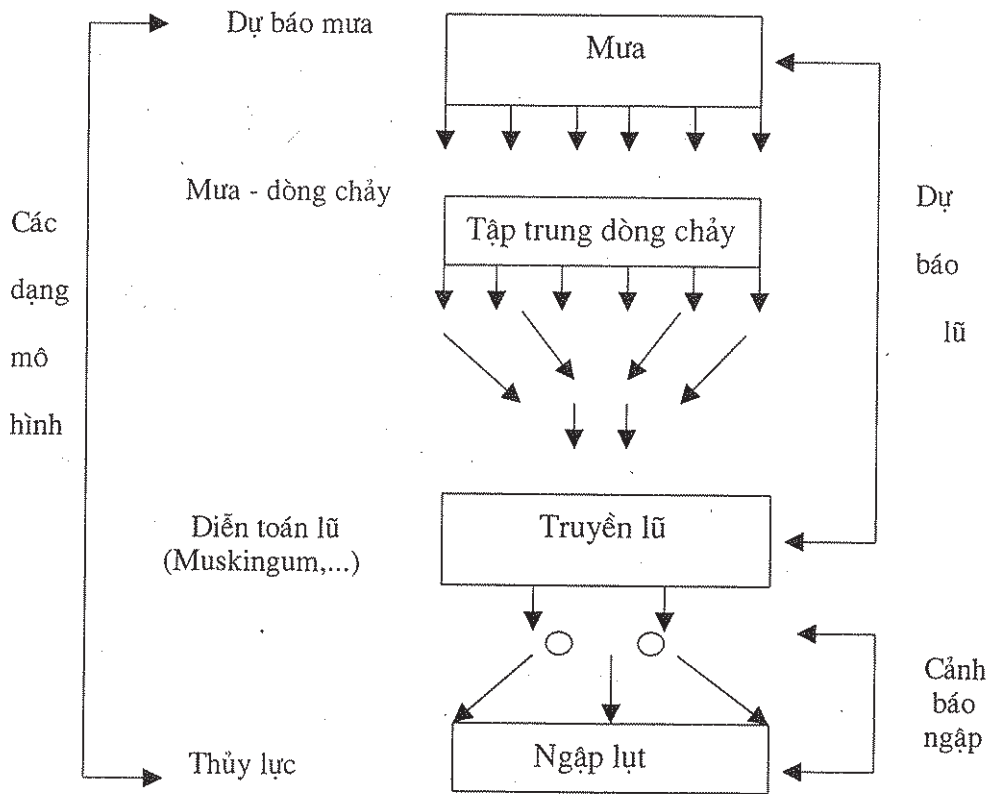 Dự báo mưa
Mưa
Mưa - dòng chảy
Các
dạng
mô
hình
Tập trung dòng chảy
Dự
báo
lũ
Diễn toán lũ
(Muskingum,...)
Truyền lũ
Cảnh
báo
ngập
Thủy lực
Ngập lụt